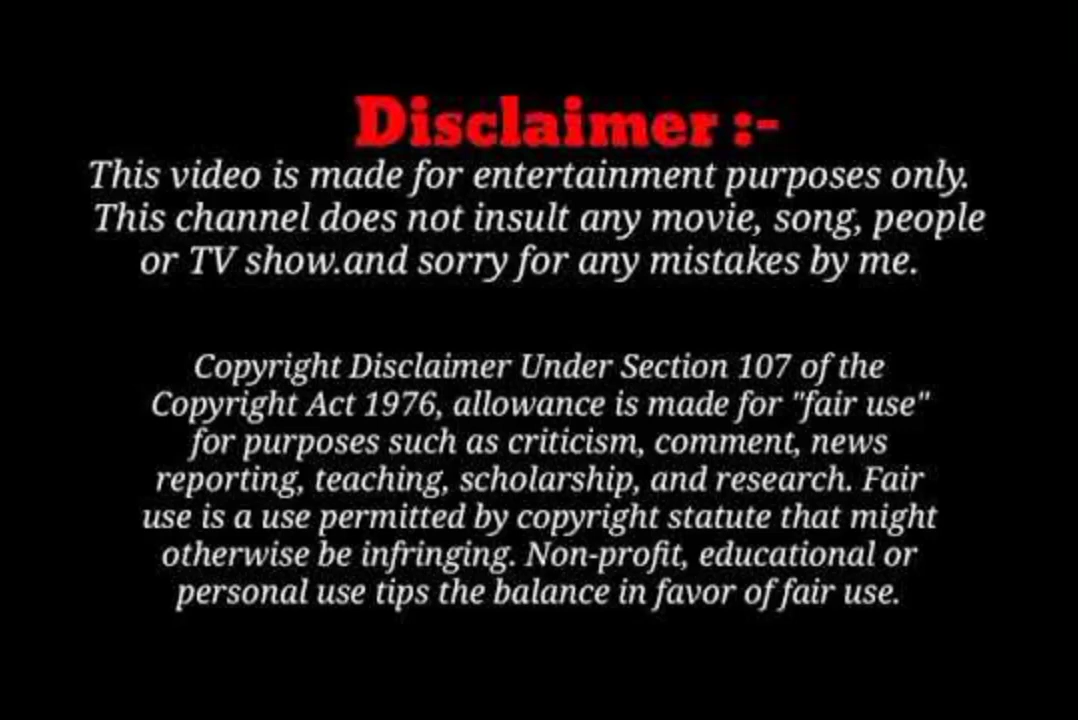 Disclaimer :-
This video is made for entertainment purposes only.
This channel does not insult any movie, song, people
or TV show.and sorry for any mistakes by me.
Copyright Disclaimer Under Section 107 of the
Copyright Act 1976, allowance is made for "fair use"
for purposes such as criticism, comment, news
reporting, teaching, scholarship, and research. Fair
use is a use permitted by copyright statute that might
otherwise be infringing. Non-profit, educational or
personal use tips the balance in favor of fair use.